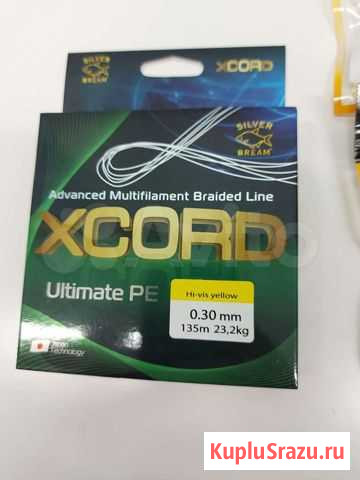 SILVER
BREAM
XCORD
SILVER
BREAM
Advanced Multifilament Braided Line
XCORD
Ultimate PE
Hi-vis yellow
0.30 mm
135m 23,2kg
Japan
Technology
Avito
KupluSrazu.ru